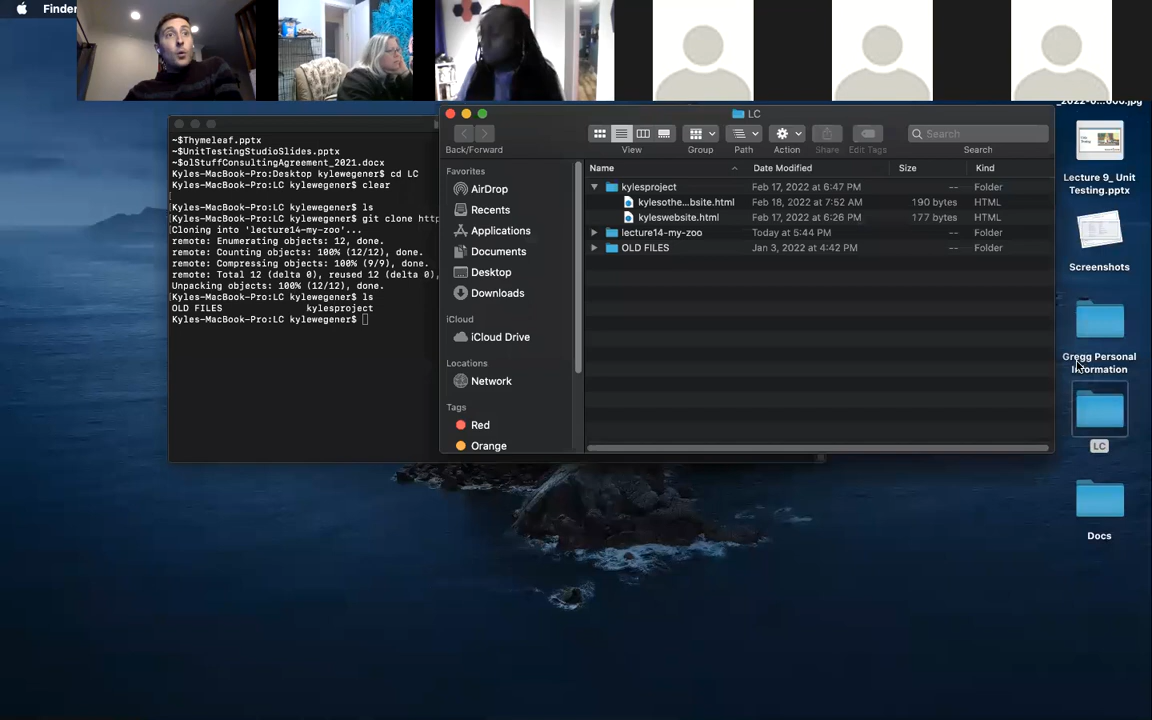 Finder
_2022-0...600.jpg
~$Thymeleaf.pptx
~$UnitTestingStudioSlides.pptx
~$olStuffConsultingAgreement_2021.docx
Kyles-MacBook-Pro:Desktop kylewegener$ cd LC
Kyles-MacBook-Pro:LC kylewegener$ clear
[
Kyles-MacBook-Pro:LC kylewegener$ ls
Kyles-MacBook-Pro:LC kylewegener$ git clone http
Cloning into 'lecture14-my-zoo'...
remote: Enumerating objects: 12, done.
remote: Counting objects: 100% (12/12), done.
remote: Compressing objects: 100% (9/9), done.
remote: Total 12 (delta 0), reused 12 (delta 0),
Unpacking objects: 100% (12/12), done.
[Kyles-MacBook-Pro:LC kylewegener$ ls
OLD FILES kylesproject
Kyles-MacBook-Pro:LC kylewegener$
LC
Back/Forward
View
Group
Path
Action
Share
Edit Tags
Search
Search
Favorites
AirDrop
Recents
Applications
Documents
Desktop
Downloads
iCloud
iCloud Drive
Locations
Network
Tags
Red
Orange
Name Date Modified Size Kind
kylesproject Feb 17, 2022 at 6:47 PM -- Folder
kylesothe...bsite.html Feb 18, 2022 at 7:52 AM 190 bytes HTML
kyleswebsite.html Feb 17, 2022 at 6:26 PM 177 bytes HTML
lecture14-my-zoo Today at 5:44 PM -- Folder
OLD FILES Jan 3, 2022 at 4:42 PM -- Folder
Lecture 9_ Unit
Testing.pptx
Screenshots
Gregg Personal
Information
LC
Docs